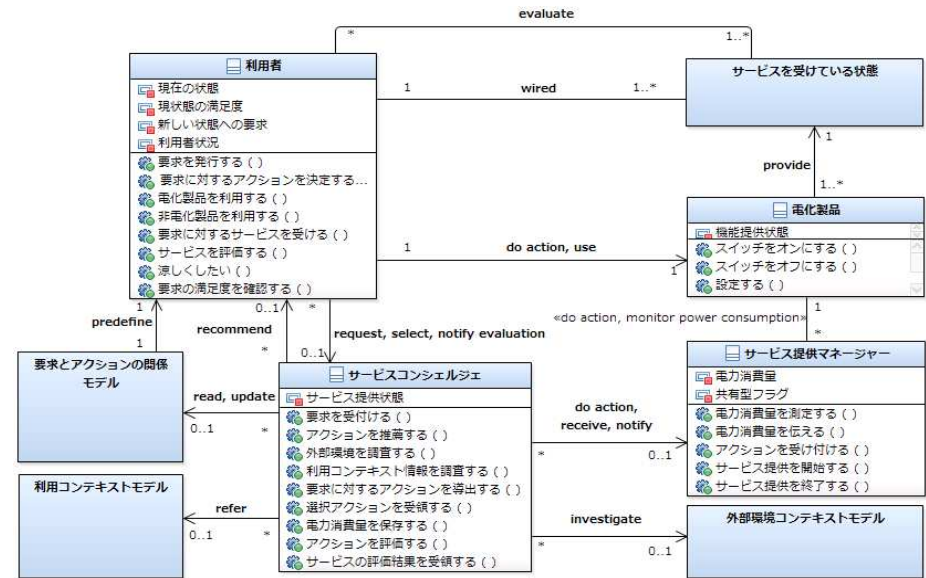 evaluate
*
1..*
利用者
現在の状態
現状態の満足度
新しい状態への要求
利用者状況
要求を発行する ( )
要求に対するアクションを決定する...
電化製品を利用する ( )
非電化製品を利用する ( )
要求に対するサービスを受ける ( )
サービスを評価する ( )
涼しくしたい ( )
要求の満足度を確認する ( )
1
wired
1..*
サービスを受けている状態
1
provide
1..*
電化製品
機能提供状態
スイッチをオンにする ( )
スイッチをオフにする ( )
設定する ( )
1
do action, use
1
1
«do action, monitor power consumption»
*
1
predefine
1
0..1
recommend
*
*
request, select, notify evaluation
0..1
要求とアクションの関係
モデル
read, update
0..1
*
サービスコンシェルジェ
サービス提供状態
要求を受付ける ( )
アクションを推薦する ( )
外部環境を調査する ( )
利用コンテキスト情報を調査する ( )
要求に対するアクションを導出する ( )
選択アクションを受領する ( )
電力消費量を保存する ( )
アクションを評価する ( )
サービスの評価結果を受領する ( )
do action,
receive, notify
*
0..1
サービス提供マネージャー
電力消費量
共有型フラグ
電力消費量を測定する ( )
電力消費量を伝える ( )
アクションを受け付ける ( )
サービス提供を開始する ( )
サービス提供を終了する ( )
利用コンテキストモデル
refer
0..1
*
investigate
*
0..1
外部環境コンテキストモデル